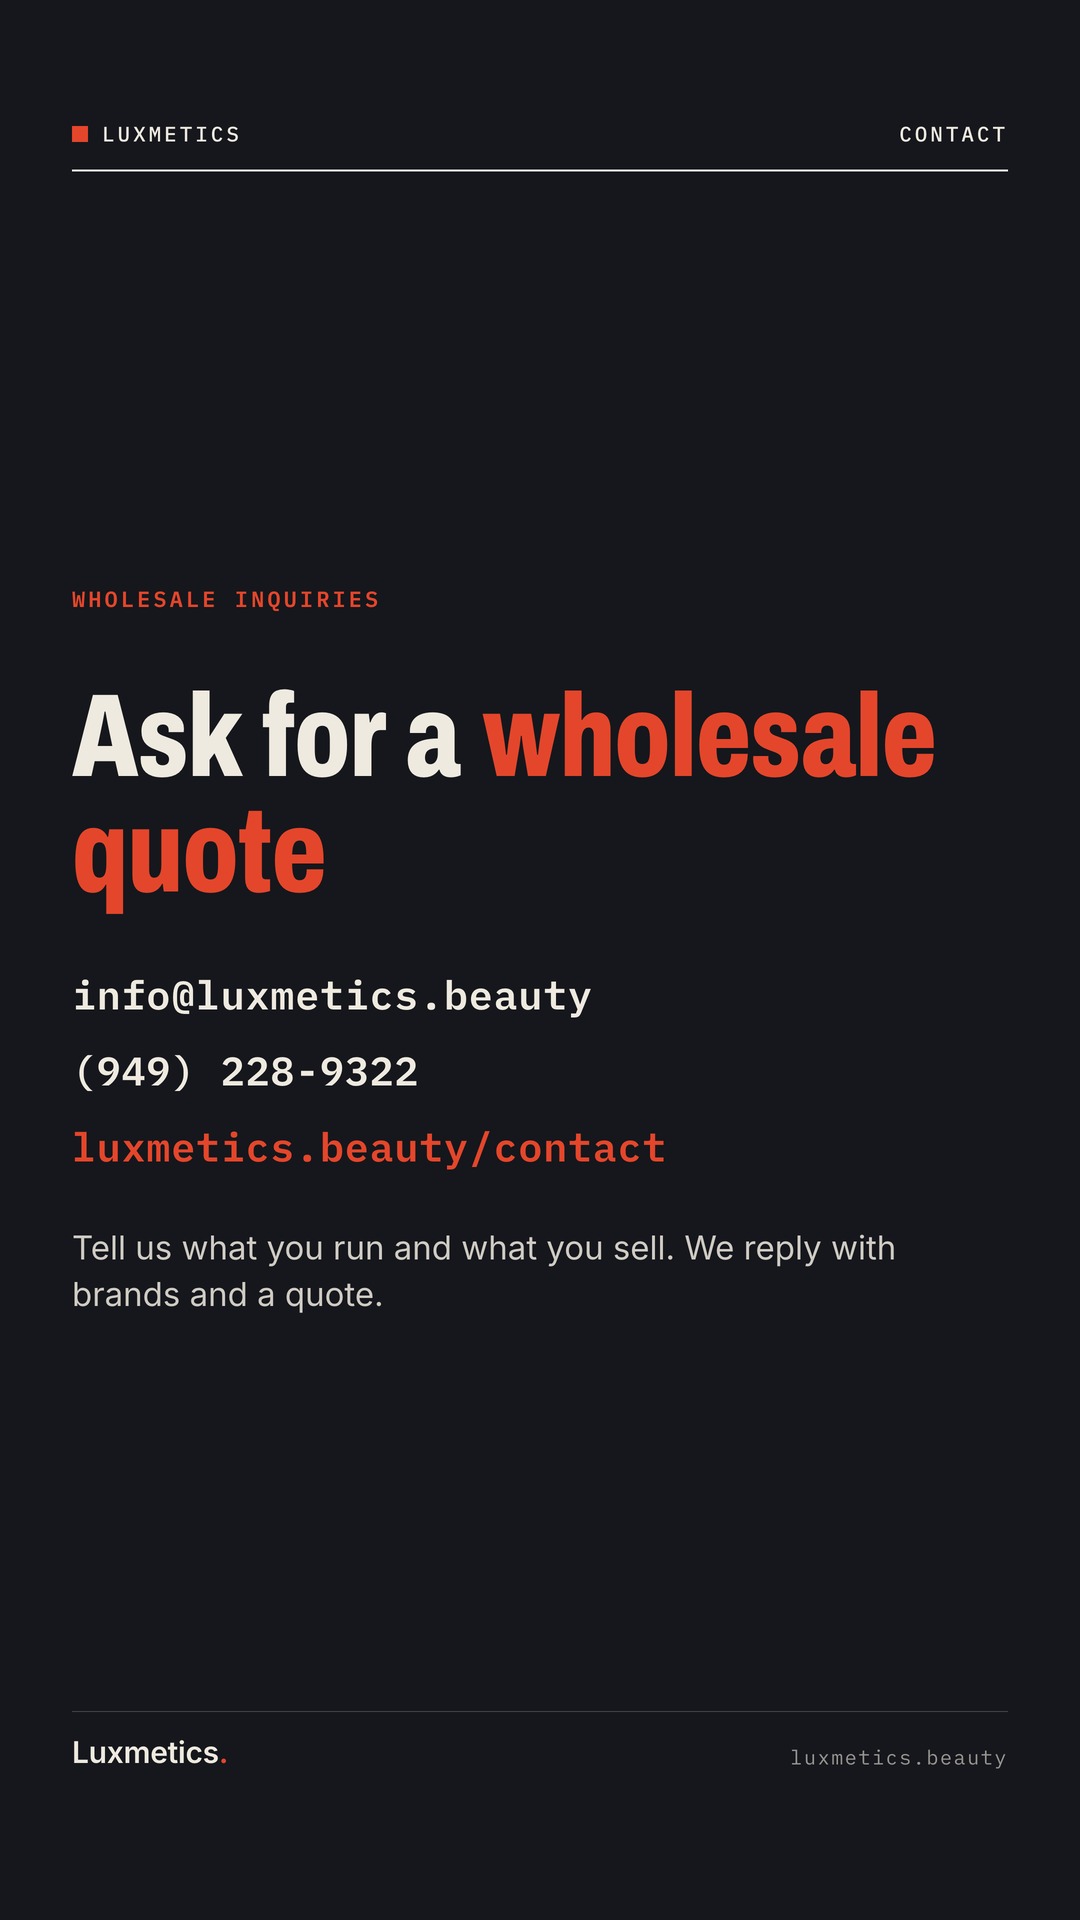 LUXMETICS
CONTACT
WHOLESALE INQUIRIES
Ask for a wholesale
quote
info@luxmetics.beauty
(949) 228-9322
luxmetics.beauty/contact
Tell us what you run and what you sell. We reply with
brands and a quote.
Luxmetics.
luxmetics.beauty